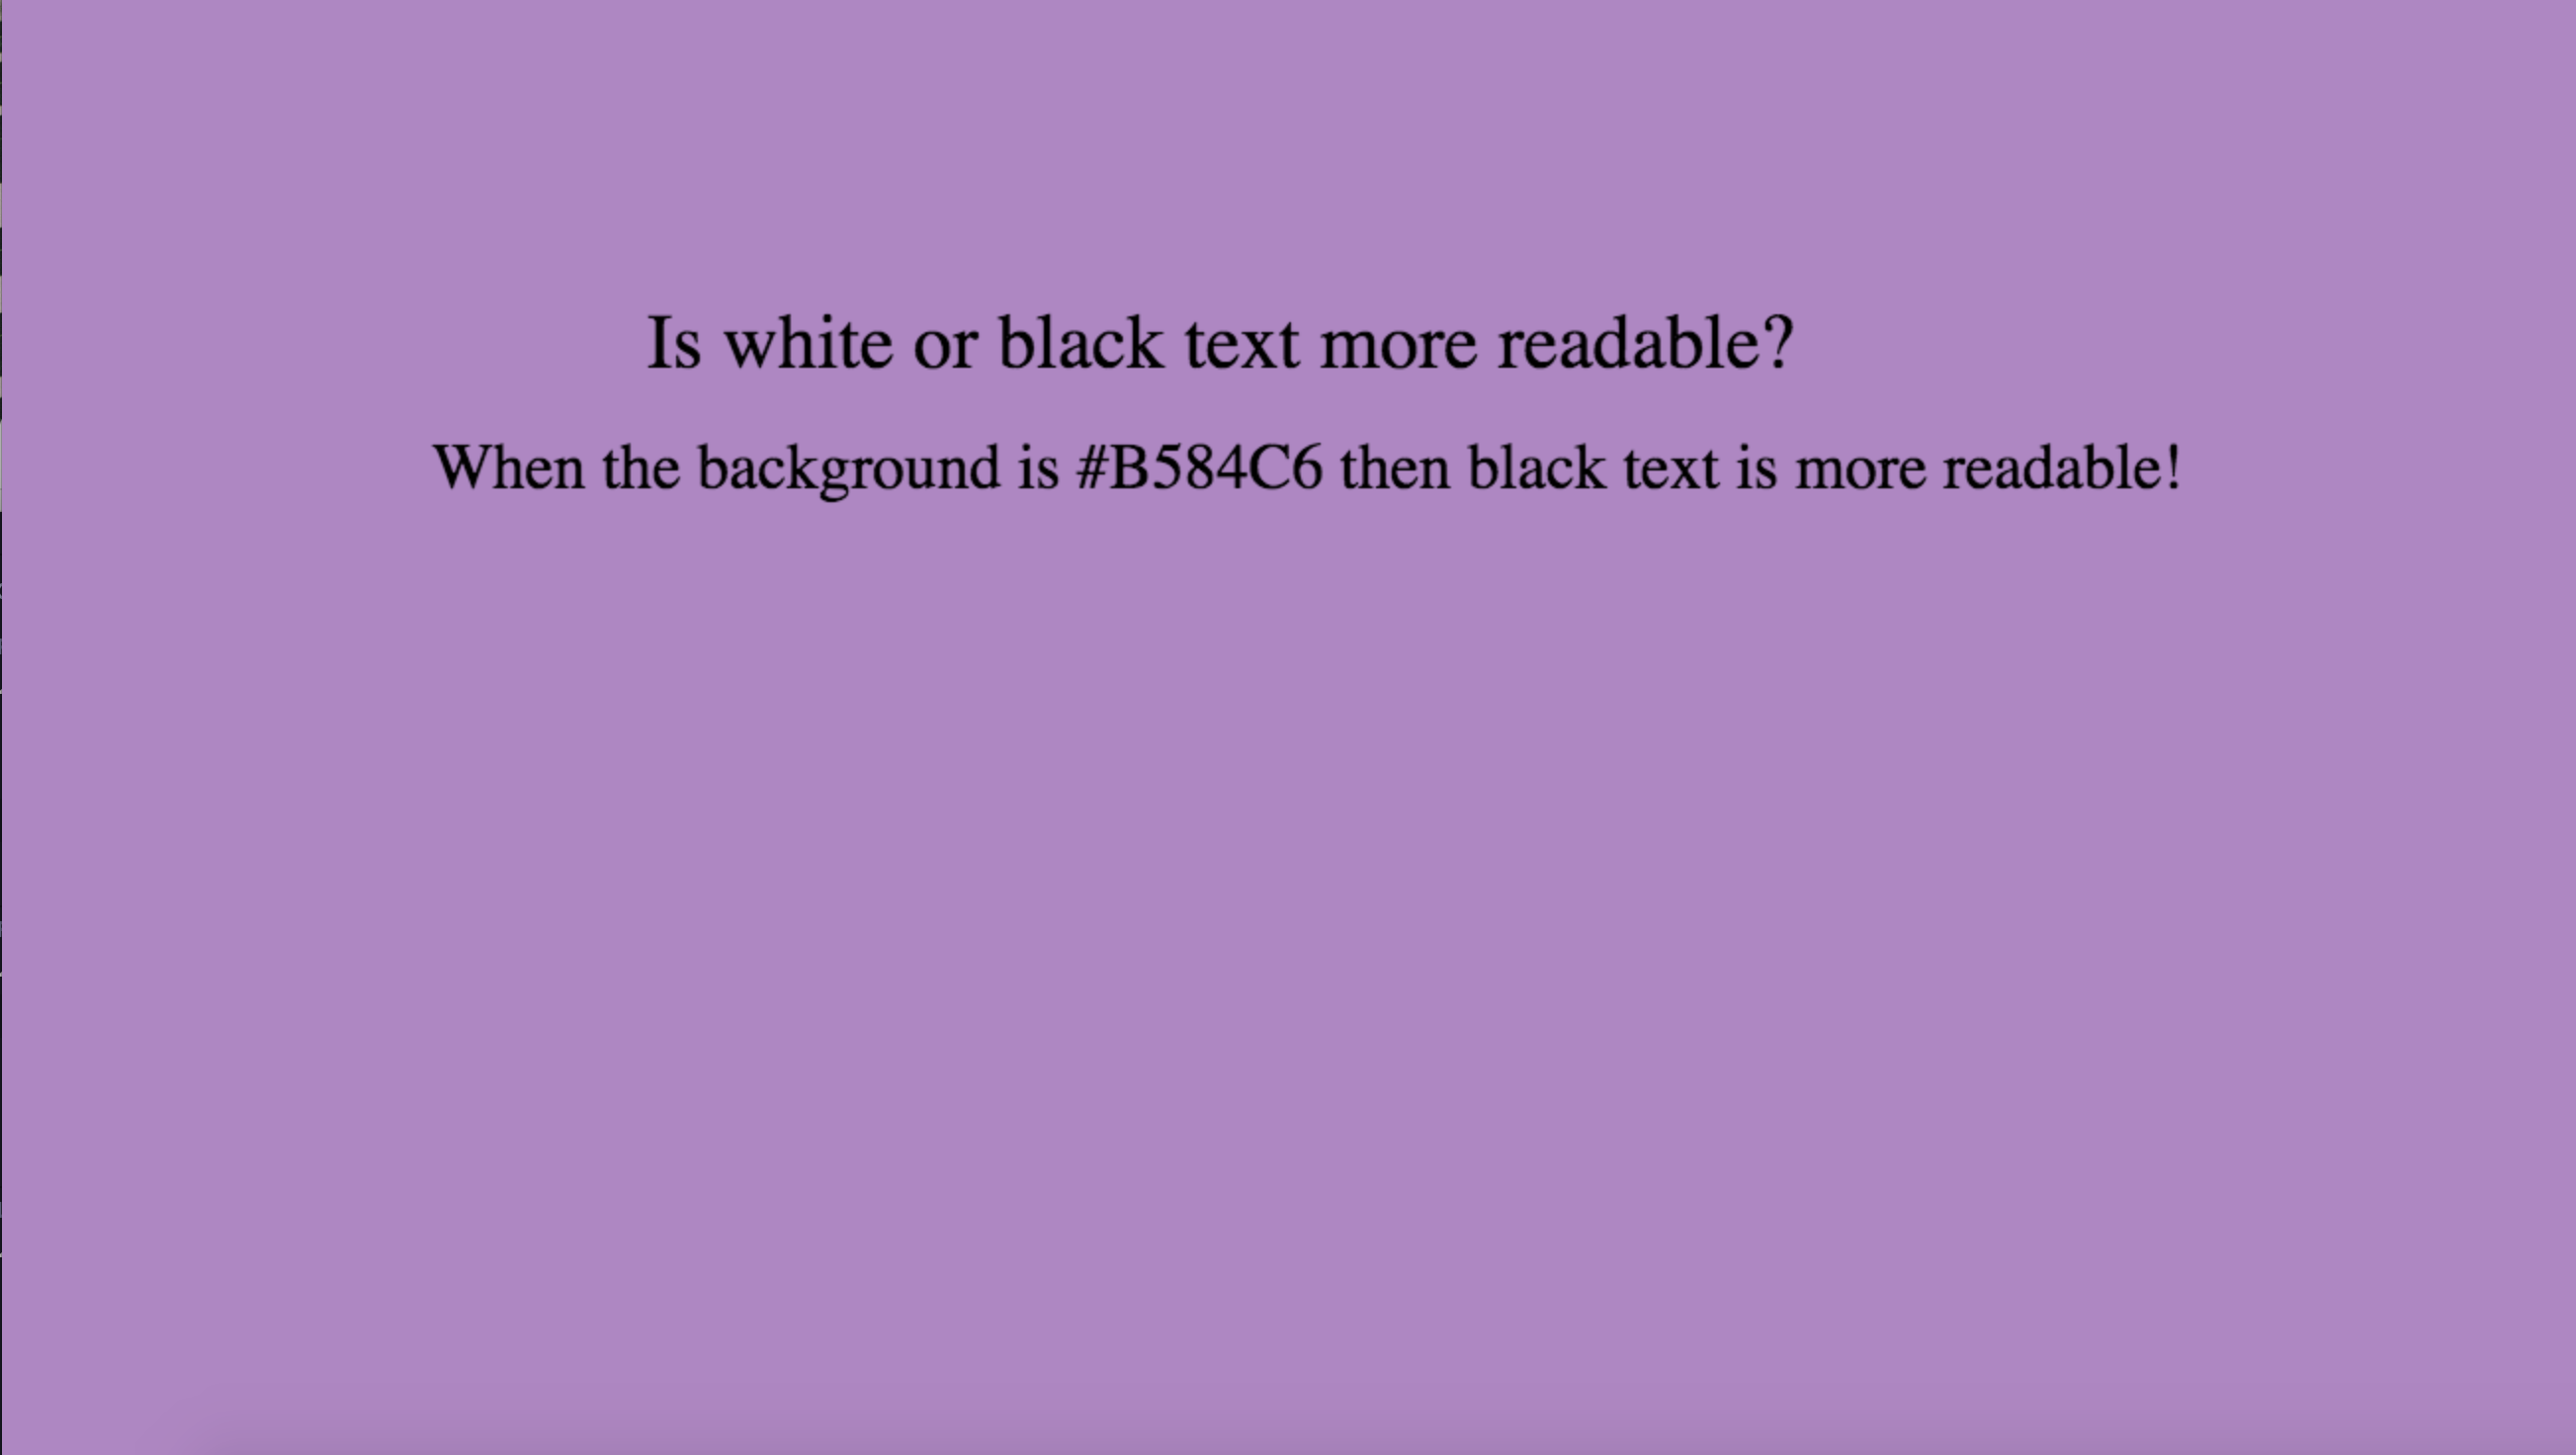 Is white or black text more readable?
When the background is #B584C6 then black text is more readable!